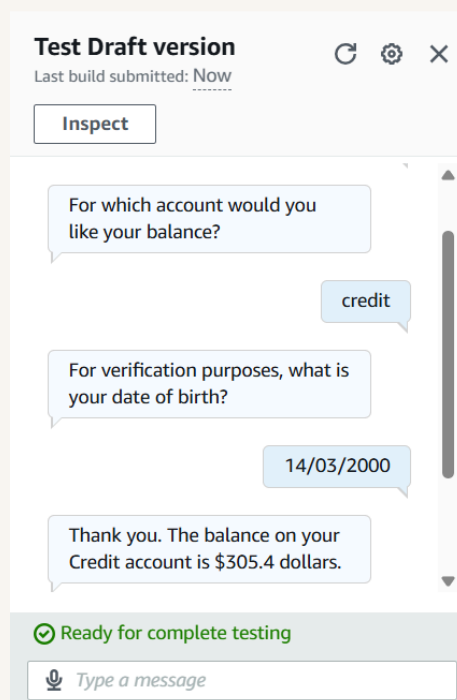 Test Draft version
Last build submitted: Now
Inspect
For which account would you
like your balance?
credit
For verification purposes, what is
your date of birth?
14/03/2000
Thank you. The balance on your
Credit account is $305.4 dollars.
Ready for complete testing
Type a message